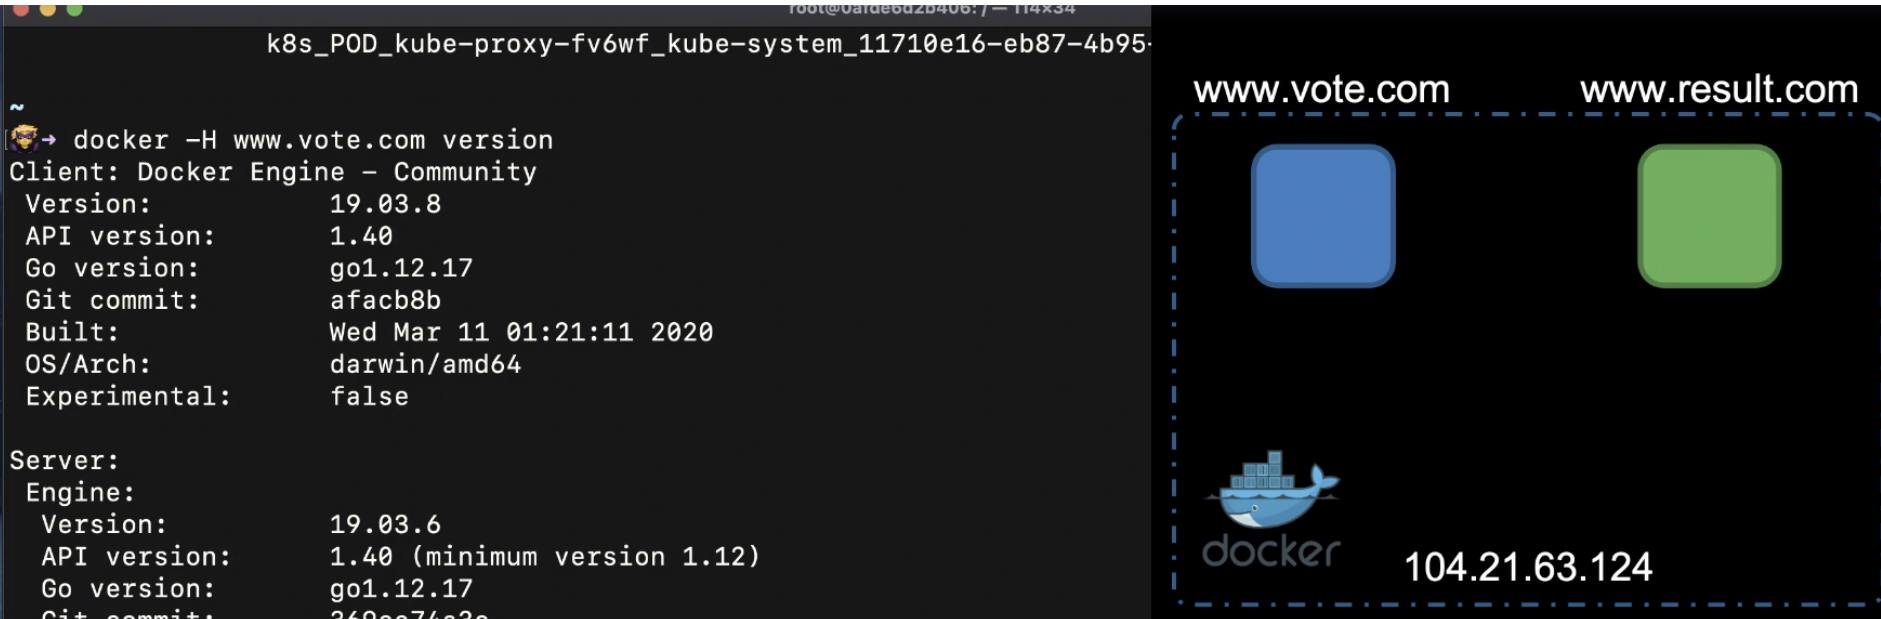 root@0afde6d2b406: / — 114×34
k8s_POD_kube-proxy-fv6wf_kube-system_11710e16-eb87-4b95-
~
→ docker -H www.vote.com version
Client: Docker Engine - Community
Version: 19.03.8
API version: 1.40
Go version: go1.12.17
Git commit: afacb8b
Built: Wed Mar 11 01:21:11 2020
OS/Arch: darwin/amd64
Experimental: false
Server:
Engine:
Version: 19.03.6
API version: 1.40 (minimum version 1.12)
Go version: go1.12.17
Git commit:
www.vote.com
www.result.com
docker
104.21.63.124